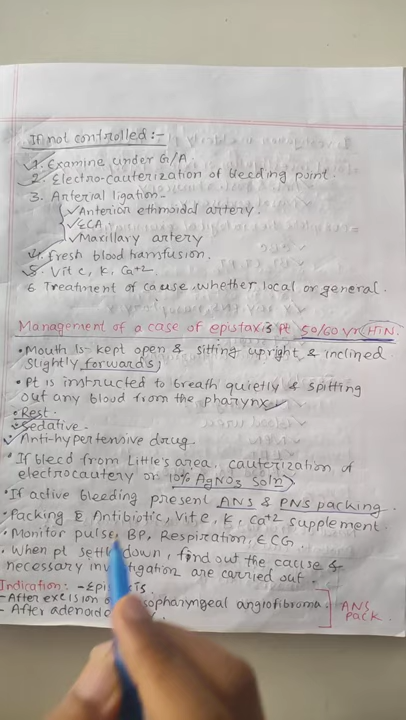 If not controlled :-
1. Examine under G/A.
2. Electro-cauterization of bleeding point.
3. Arterial ligation-
✓Anterior ethmoidal artery.
✓ECA
✓Maxillary artery
4. Fresh blood transfusion.
5. Vit c, K, Ca+2.
6. Treatment of cause whether local or general.
Management of a case of epistaxis pt 50/60 yr HTN.
• Mouth is kept open & sitting upright & inclined
slightly forwards.
• Pt is instructed to breath quietly & spitting
out any blood from the pharynx
• Rest.
• Sedative.
• Anti-hypertensive drug.
• If bleed from Little's area, cauterization of
electrocautery or 10% AgNO3 soln
• If active bleeding present ANS & PNS packing.
• Packing Antibiotic, Vit c, K, Ca+2 supplement.
• Monitor pulse, BP, Respiration, ECG.
• When pt settle down, find out the cause &
necessary investigation are carried out.
Indication: -
- After excision angiofibroma.
- After
ANS
pack.